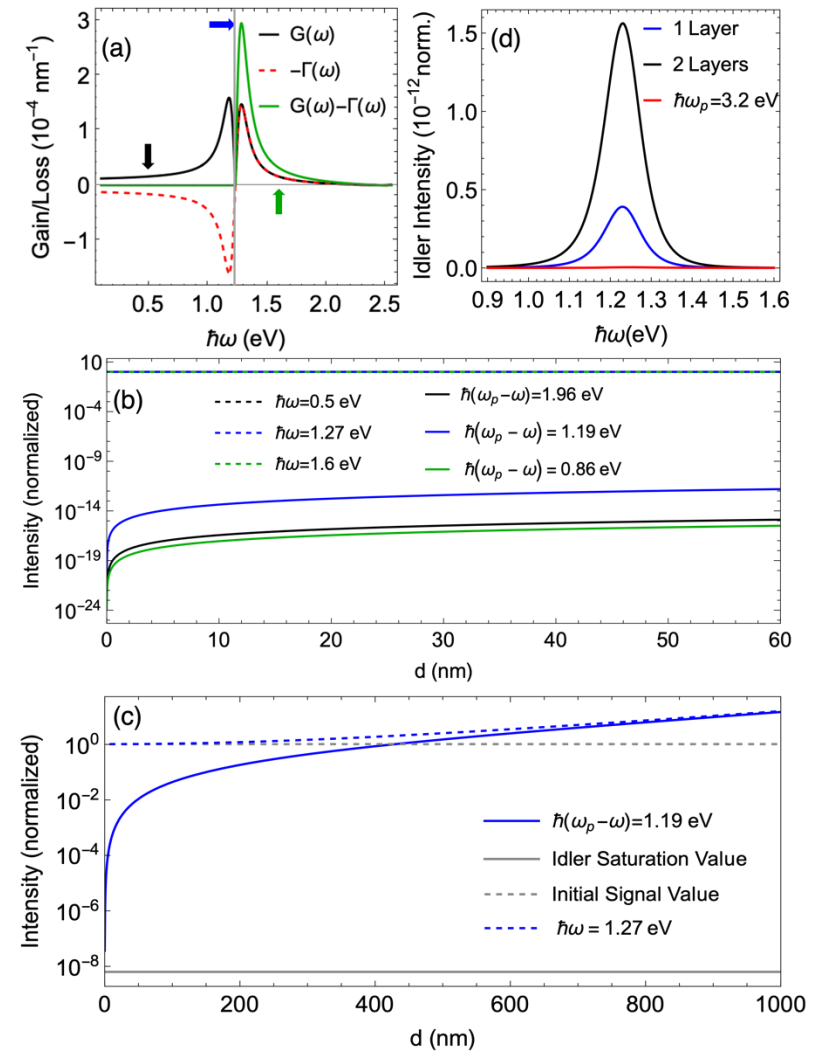 (a)
G(ω)
-Γ(ω)
G(ω)-Γ(ω)
3
2
1
0
-1
Gain/Loss (10⁻⁴ nm⁻¹)
0.5 1.0 1.5 2.0 2.5
ħω (eV)
(d)
1 Layer
2 Layers
ħωₚ=3.2 eV
1.5
1.0
0.5
0.0
Idler Intensity (10⁻¹²norm.)
0.9 1.0 1.1 1.2 1.3 1.4 1.5 1.6
ħω(eV)
(b)
ħω=0.5 eV
ħω=1.27 eV
ħω=1.6 eV
ħ(ωₚ-ω)=1.96 eV
ħ(ωₚ - ω) = 1.19 eV
ħ(ωₚ-ω) = 0.86 eV
10
10⁻⁴
10⁻⁹
10⁻¹⁴
10⁻¹⁹
10⁻²⁴
Intensity (normalized)
0 10 20 30 40 50 60
d (nm)
(c)
ħ(ωₚ-ω)=1.19 eV
Idler Saturation Value
Initial Signal Value
ħω = 1.27 eV
10⁰
10⁻²
10⁻⁴
10⁻⁶
10⁻⁸
Intensity (normalized)
0 200 400 600 800 1000
d (nm)